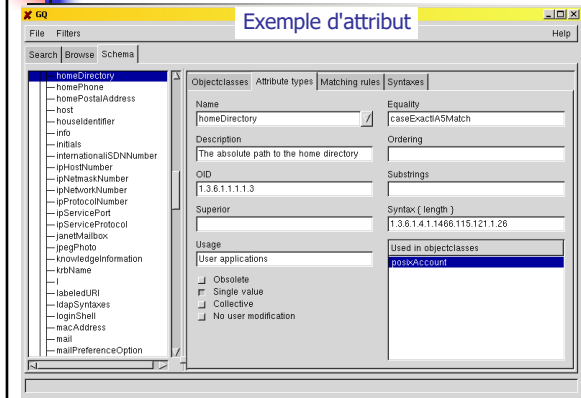 GQ
Exemple d'attribut
File Filters Help
Search Browse Schema
homeDirectory
homePhone
homePostalAddress
host
houseIdentifier
info
initials
internationaliSDNNumber
ipHostNumber
ipNetmaskNumber
ipNetworkNumber
ipProtocolNumber
ipServicePort
ipServiceProtocol
janetMailbox
jpegPhoto
knowledgeInformation
krbName
l
labeledURI
ldapSyntaxes
loginShell
macAddress
mail
mailPreferenceOption
Objectclasses Attribute types Matching rules Syntaxes
Name
homeDirectory
Description
The absolute path to the home directory
OID
1.3.6.1.1.1.1.3
Superior
Usage
User applications
Obsolete
Single value
Collective
No user modification
Equality
caseExactIA5Match
Ordering
Substrings
Syntax { length }
1.3.6.1.4.1.1466.115.121.1.26
Used in objectclasses
posixAccount